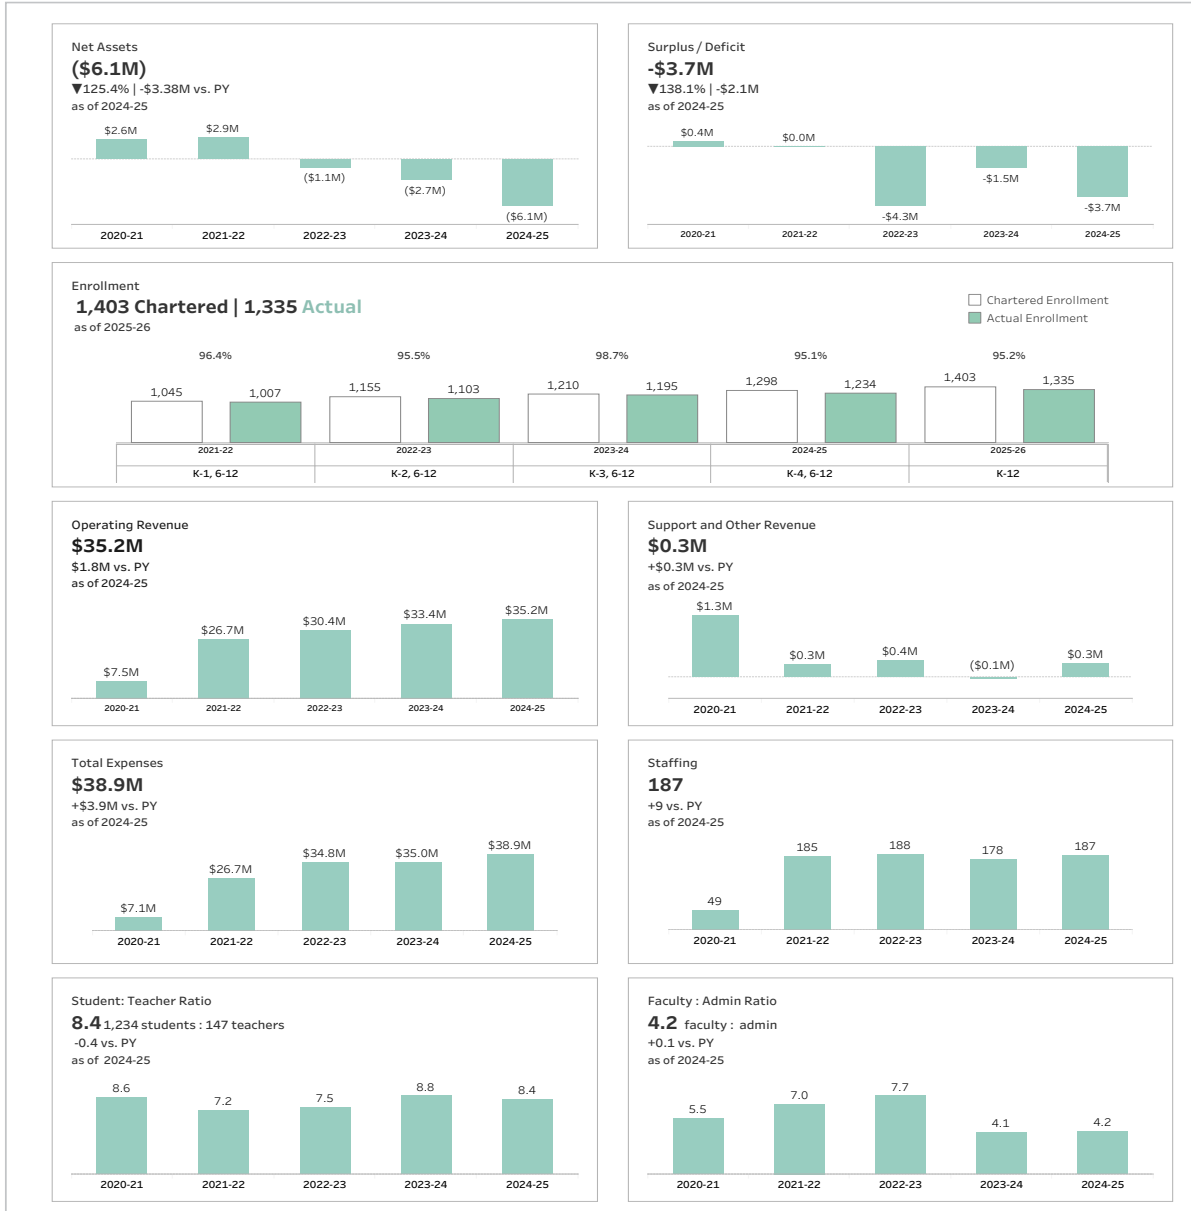 Net Assets
($6.1M)
▼125.4% | -$3.38M vs. PY
as of 2024-25
$2.6M
$2.9M
($1.1M)
($2.7M)
($6.1M)
2020-21 2021-22 2022-23 2023-24 2024-25
Surplus / Deficit
-$3.7M
▼138.1% | -$2.1M
as of 2024-25
$0.4M
$0.0M
-$4.3M
-$1.5M
-$3.7M
2020-21 2021-22 2022-23 2023-24 2024-25
Enrollment
1,403 Chartered | 1,335 Actual
as of 2025-26
Chartered Enrollment
Actual Enrollment
96.4% 95.5% 98.7% 95.1% 95.2%
1,045 1,007 1,155 1,103 1,210 1,195 1,298 1,234 1,403 1,335
2021-22 2022-23 2023-24 2024-25 2025-26
K-1, 6-12 K-2, 6-12 K-3, 6-12 K-4, 6-12 K-12
Operating Revenue
$35.2M
$1.8M vs. PY
as of 2024-25
$7.5M $26.7M $30.4M $33.4M $35.2M
2020-21 2021-22 2022-23 2023-24 2024-25
Support and Other Revenue
$0.3M
+$0.3M vs. PY
as of 2024-25
$1.3M $0.3M $0.4M ($0.1M) $0.3M
2020-21 2021-22 2022-23 2023-24 2024-25
Total Expenses
$38.9M
+$3.9M vs. PY
as of 2024-25
$7.1M $26.7M $34.8M $35.0M $38.9M
2020-21 2021-22 2022-23 2023-24 2024-25
Staffing
187
+9 vs. PY
as of 2024-25
49 185 188 178 187
2020-21 2021-22 2022-23 2023-24 2024-25
Student: Teacher Ratio
8.4 1,234 students : 147 teachers
-0.4 vs. PY
as of 2024-25
8.6 7.2 7.5 8.8 8.4
2020-21 2021-22 2022-23 2023-24 2024-25
Faculty : Admin Ratio
4.2 faculty : admin
+0.1 vs. PY
as of 2024-25
5.5 7.0 7.7 4.1 4.2
2020-21 2021-22 2022-23 2023-24 2024-25